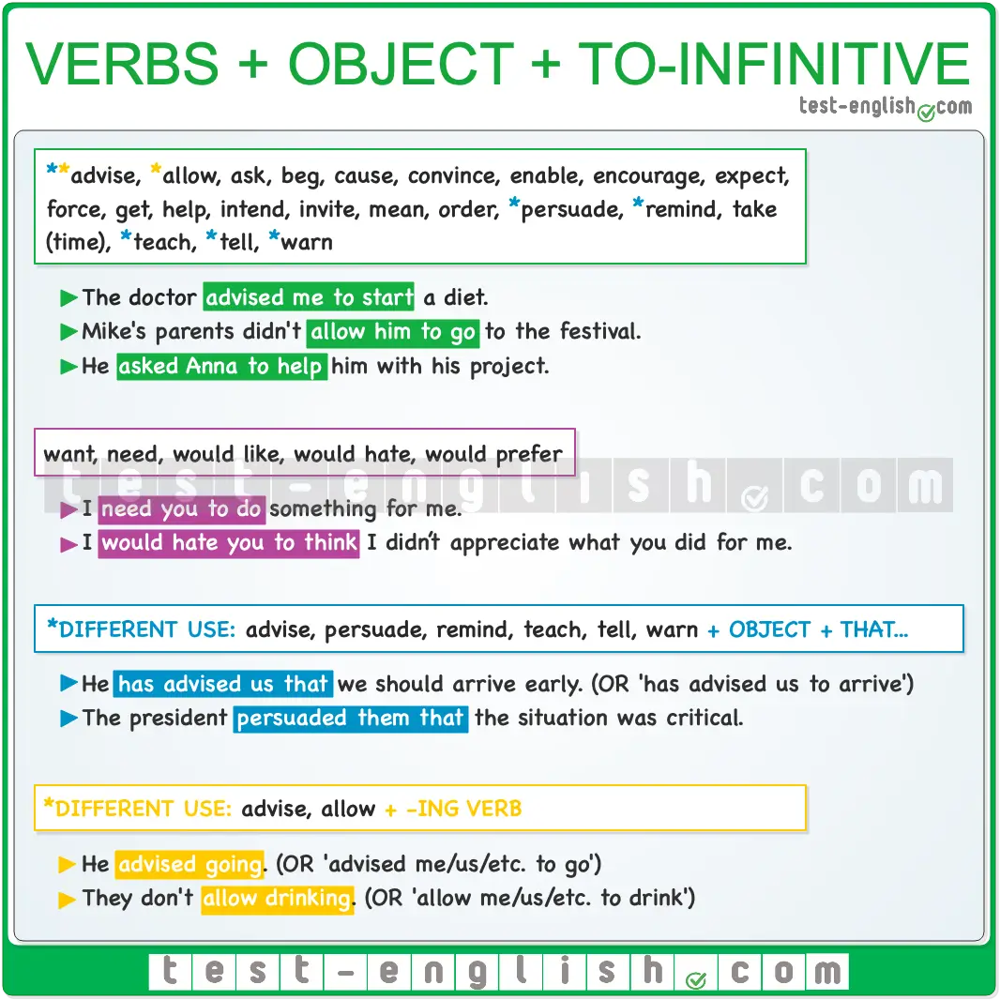 VERBS + OBJECT + TO-INFINITIVE
test-english.com
**advise, *allow, ask, beg, cause, convince, enable, encourage, expect,
force, get, help, intend, invite, mean, order, *persuade, *remind, take
(time), *teach, *tell, *warn
▶The doctor advised me to start a diet.
▶Mike's parents didn't allow him to go to the festival.
▶He asked Anna to help him with his project.
want, need, would like, would hate, would prefer
test-english.com
▶I need you to do something for me.
▶I would hate you to think I didn’t appreciate what you did for me.
*DIFFERENT USE: advise, persuade, remind, teach, tell, warn + OBJECT + THAT...
▶He has advised us that we should arrive early. (OR 'has advised us to arrive')
▶The president persuaded them that the situation was critical.
*DIFFERENT USE: advise, allow + -ING VERB
▶He advised going. (OR 'advised me/us/etc. to go')
▶They don't allow drinking. (OR 'allow me/us/etc. to drink')
test-english.com